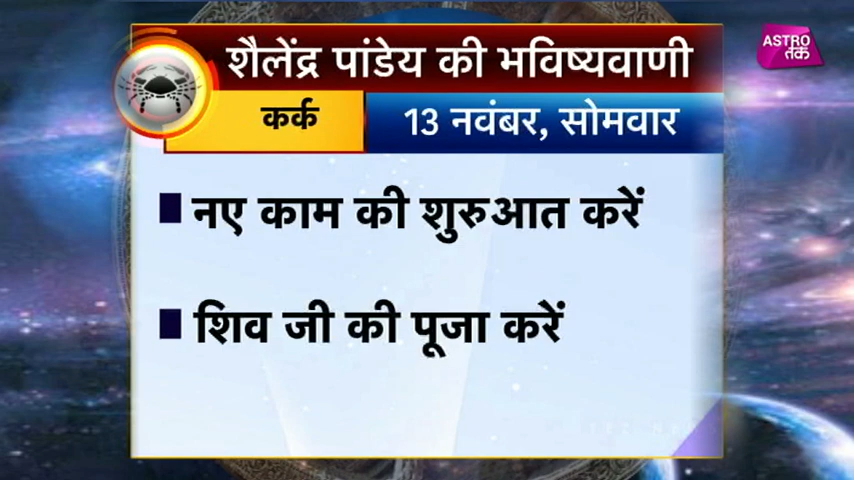 ASTRO
तक
शैलेंद्र पांडेय की भविष्यवाणी
कर्क
13 नवंबर, सोमवार
नए काम की शुरुआत करें
शिव जी की पूजा करें